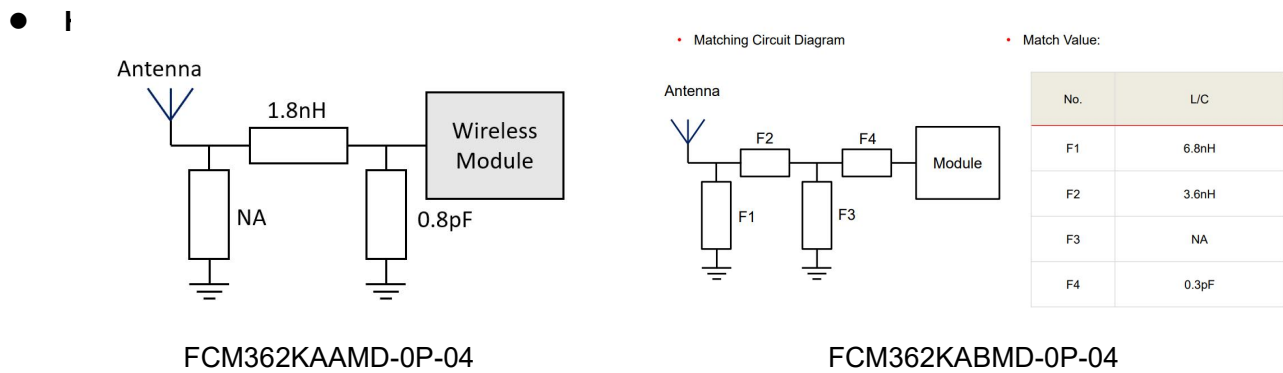 Antenna
1.8nH
Wireless
Module
NA
0.8pF
FCM362KAAMD-0P-04
• Matching Circuit Diagram
• Match Value:
Antenna
F2
F4
Module
F1
F3
No. L/C
F1 6.8nH
F2 3.6nH
F3 NA
F4 0.3pF
FCM362KABMD-0P-04